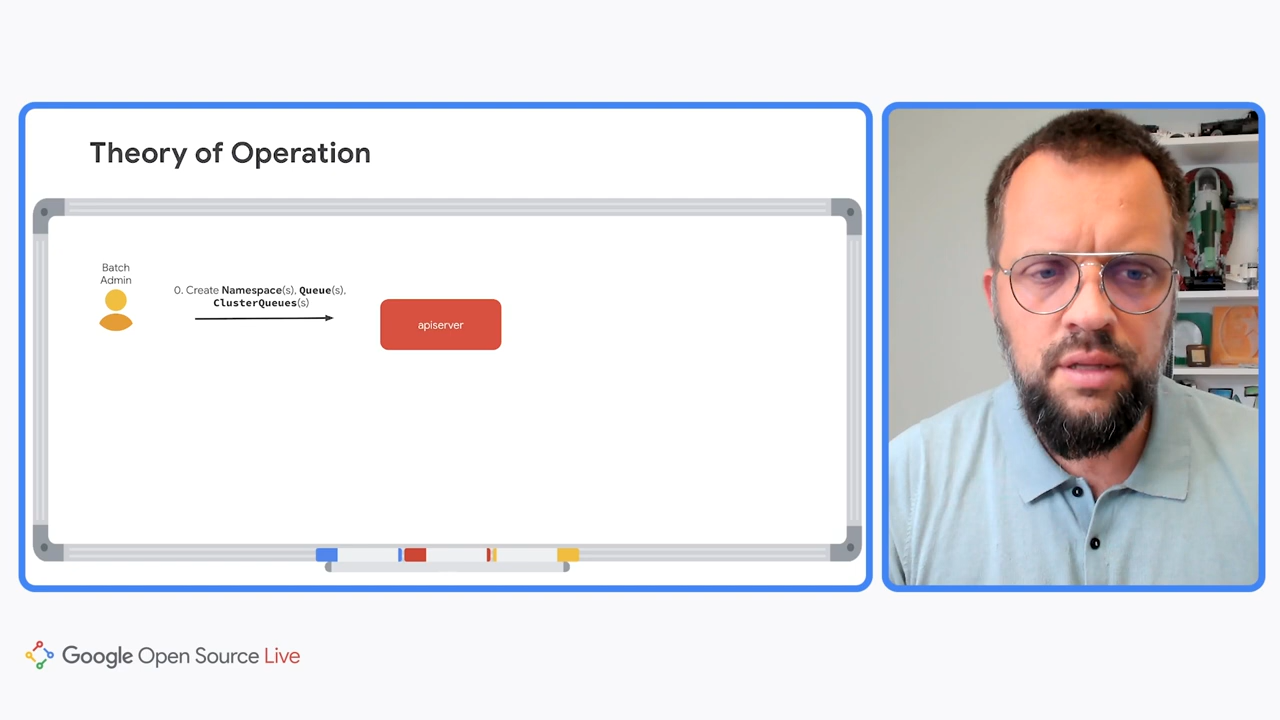 Theory of Operation
Batch
Admin
0. Create Namespace(s), Queue(s),
ClusterQueues(s)
apiserver
Google Open Source Live